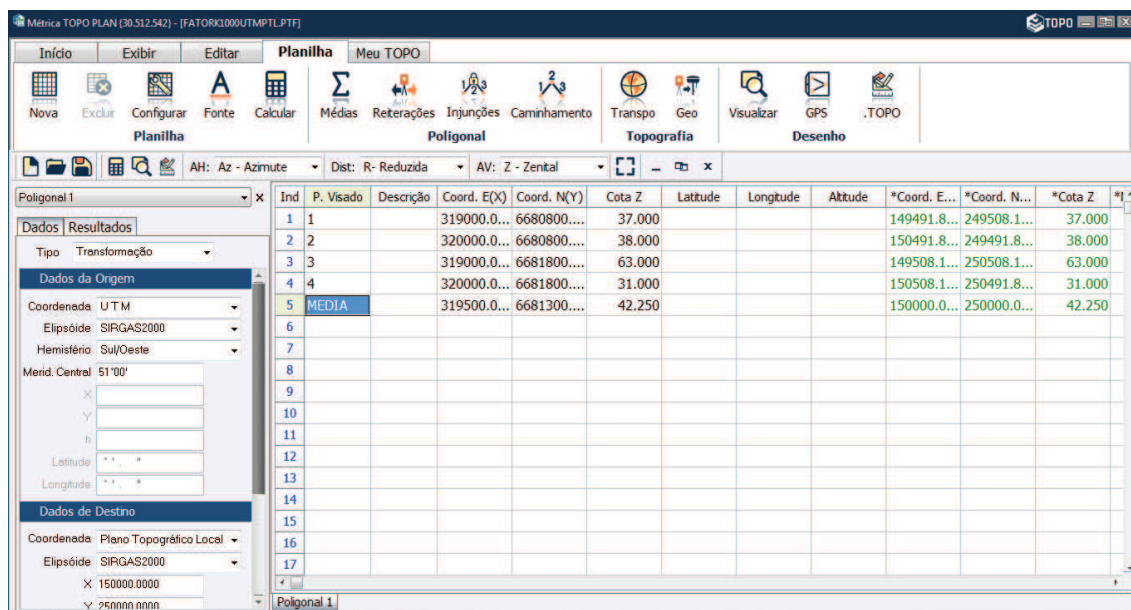 Métrica TOPO PLAN (30.512.542) - [FATORK1000UTMPTL.PTF]
TOPO
Início Exibir Editar Planilha Meu TOPO
Nova Excluir Configurar Fonte Calcular Médias Reiterações Injunções Caminhamento Transpo Geo Visualizar GPS .TOPO
Planilha Poligonal Topografia Desenho
AH: Az - Azimute Dist: R- Reduzida AV: Z - Zenital
Poligonal 1 x
Dados Resultados
Tipo Transformação
Dados da Origem
Coordenada UTM
Elipsóide SIRGAS2000
Hemisfério Sul/Oeste
Merid. Central 51°00'
X
Y
h
Latitude ° ' . "
Longitude ° ' . "
Dados de Destino
Coordenada Plano Topográfico Local
Elipsóide SIRGAS2000
X 150000.0000
Y 250000.0000
Ind P. Visado Descrição Coord. E(X) Coord. N(Y) Cota Z Latitude Longitude Altitude *Coord. E... *Coord. N... *Cota Z
1 1 319000.0... 6680800.... 37.000 149491.8... 249508.1... 37.000
2 2 320000.0... 6680800.... 38.000 150491.8... 249491.8... 38.000
3 3 319000.0... 6681800.... 63.000 149508.1... 250508.1... 63.000
4 4 320000.0... 6681800.... 31.000 150508.1... 250491.8... 31.000
5 MEDIA 319500.0... 6681300.... 42.250 150000.0... 250000.0... 42.250
6
7
8
9
10
11
12
13
14
15
16
17
Poligonal 1